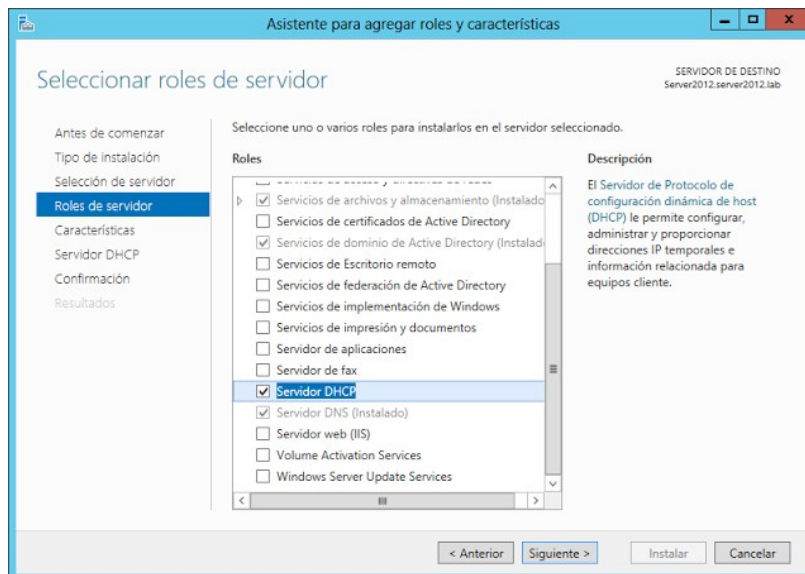 Asistente para agregar roles y características
Seleccionar roles de servidor
SERVIDOR DE DESTINO
Server2012.server2012.lab
Antes de comenzar
Tipo de instalación
Selección de servidor
Roles de servidor
Características
Servidor DHCP
Confirmación
Resultados
Seleccione uno o varios roles para instalarlos en el servidor seleccionado.
Roles
Servicios de archivos y almacenamiento (Instalado
Servicios de certificados de Active Directory
Servicios de dominio de Active Directory (Instalad
Servicios de Escritorio remoto
Servicios de federación de Active Directory
Servicios de implementación de Windows
Servicios de impresión y documentos
Servidor de aplicaciones
Servidor de fax
Servidor DHCP
Servidor DNS (Instalado)
Servidor web (IIS)
Volume Activation Services
Windows Server Update Services
Descripción
El Servidor de Protocolo de
configuración dinámica de host
(DHCP) le permite configurar,
administrar y proporcionar
direcciones IP temporales e
información relacionada para
equipos cliente.
< Anterior
Siguiente >
Instalar
Cancelar